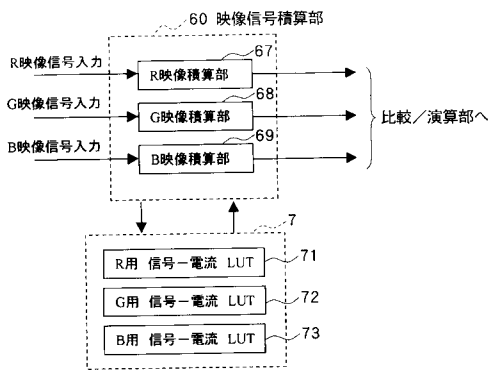 60 映像信号積算部
R映像信号入力
67
R映像積算部
G映像信号入力
68
G映像積算部
比較／演算部へ
B映像信号入力
69
B映像積算部
7
R用 信号－電流 LUT
71
G用 信号－電流 LUT
72
B用 信号－電流 LUT
73